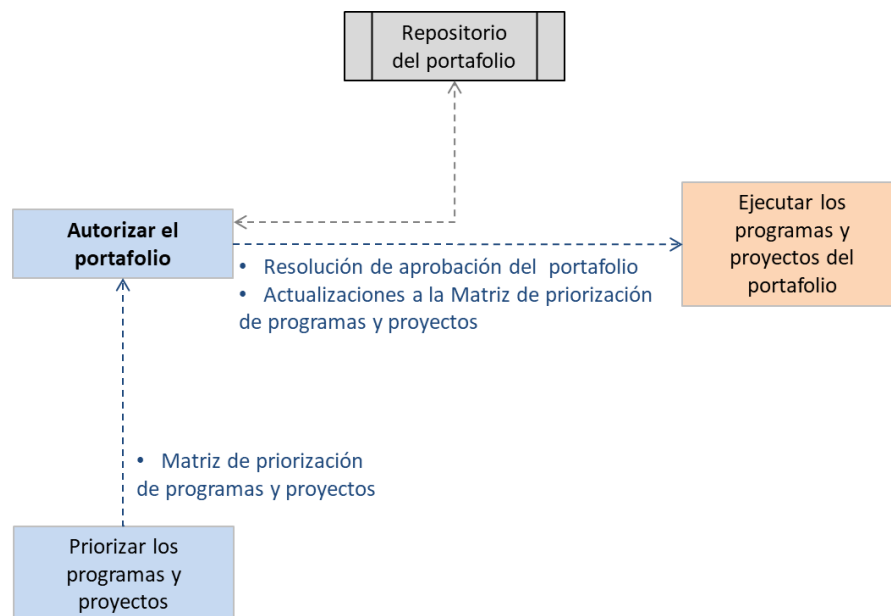 Repositorio
del portafolio
Autorizar el
portafolio
Ejecutar los
programas y
proyectos del
portafolio
• Resolución de aprobación del portafolio
• Actualizaciones a la Matriz de priorización
de programas y proyectos
• Matriz de priorización
de programas y proyectos
Priorizar los
programas y
proyectos